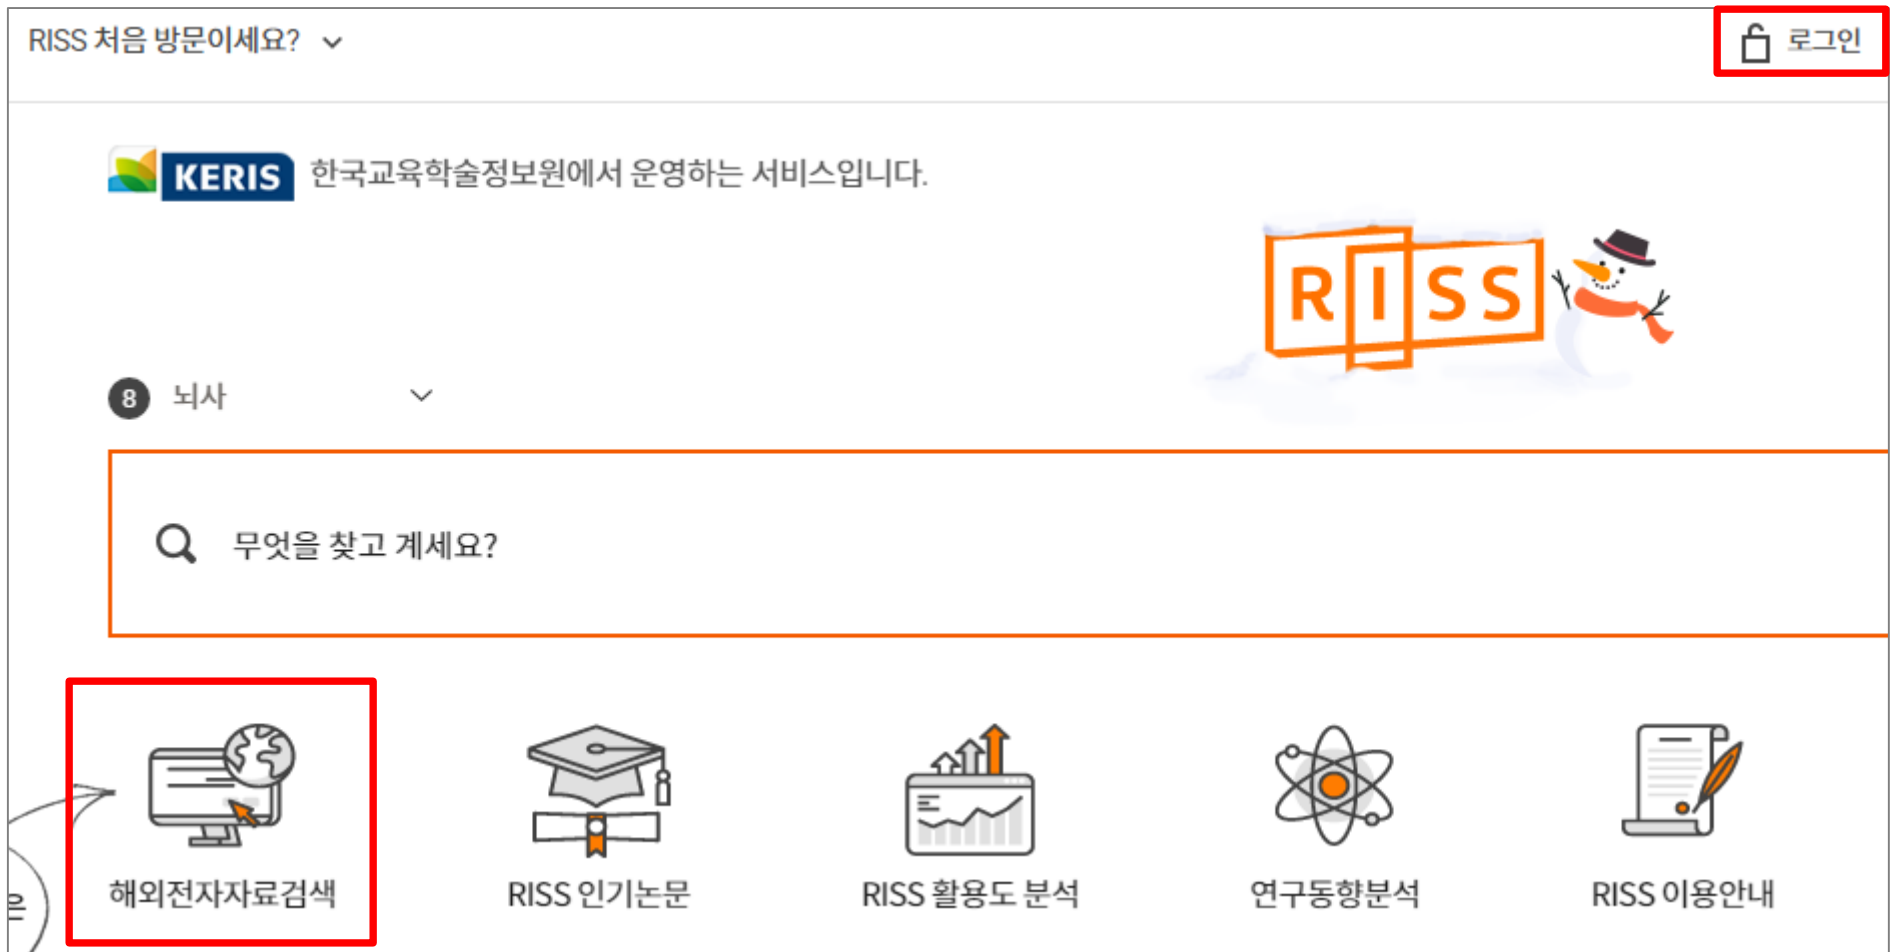 RISS 처음 방문이세요?
로그인
KERIS 한국교육학술정보원에서 운영하는 서비스입니다.
RISS
8 뇌사
무엇을 찾고 계세요?
해외전자자료검색
RISS 인기논문
RISS 활용도 분석
연구동향분석
RISS 이용안내